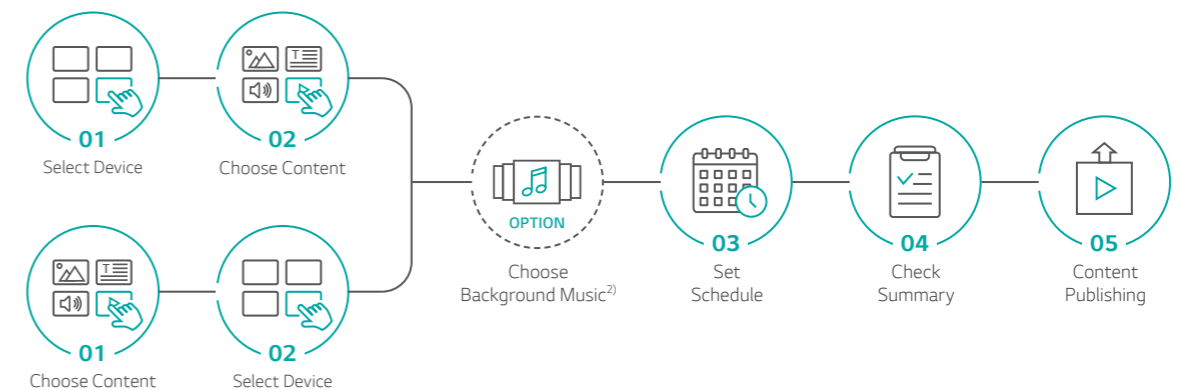 01
Select Device
T
02
Choose Content
OPTION
Choose
Background Music2)
03
Set
Schedule
04
Check
Summary
05
Content
Publishing
T
01
Choose Content
02
Select Device